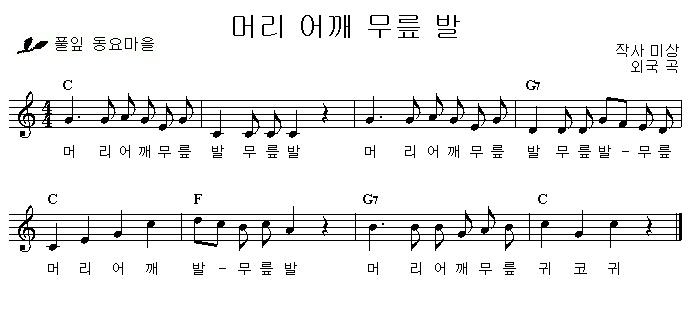 머리 어깨 무릎 발
풀잎 동요마을
작사 미상
외국 곡
C G7
머 리어깨무릎 발 무릎발 머 리 어 깨무릎 발 무릎발-무릎
C F G7 C
머 리 어 깨 발-무릎발 머 리어깨무릎 귀 코 귀